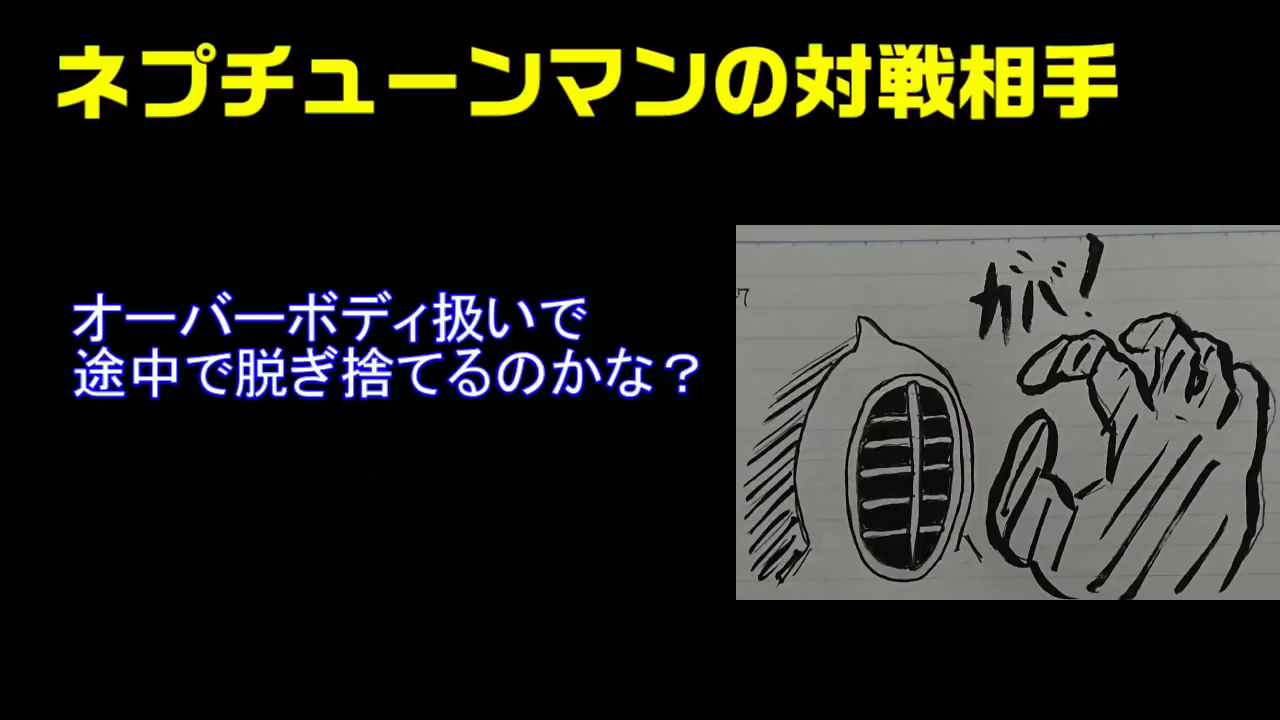 ネプチューンマンの対戦相手
オーバーボディ扱いで
途中で脱ぎ捨てるのかな？
ガバ！